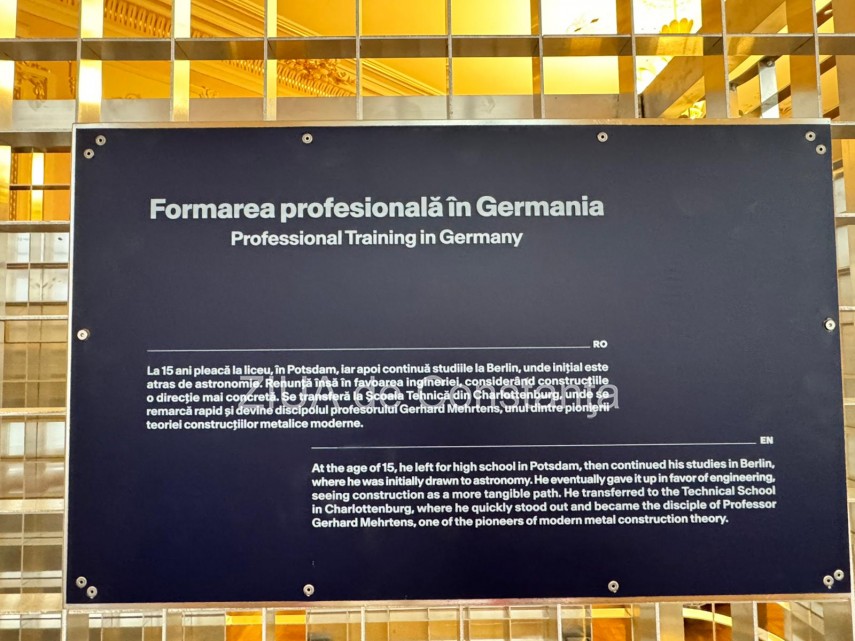 Formarea profesională în Germania
Professional Training in Germany
RO
La 15 ani pleacă la liceu, în Potsdam, iar apoi continuă studiile la Berlin, unde inițial este
atras de astronomie. Renunță însă în favoarea ingineriei, considerând construcțiile
o direcție mai concretă. Se transferă la Școala Tehnică din Charlottenburg, unde se
remarcă rapid și devine discipolul profesorului Gerhard Mehrtens, unul dintre pionierii
teoriei construcțiilor metalice moderne.
ZIUA de Constanța
EN
At the age of 15, he left for high school in Potsdam, then continued his studies in Berlin,
where he was initially drawn to astronomy. He eventually gave it up in favor of engineering,
seeing construction as a more tangible path. He transferred to the Technical School
in Charlottenburg, where he quickly stood out and became the disciple of Professor
Gerhard Mehrtens, one of the pioneers of modern metal construction theory.